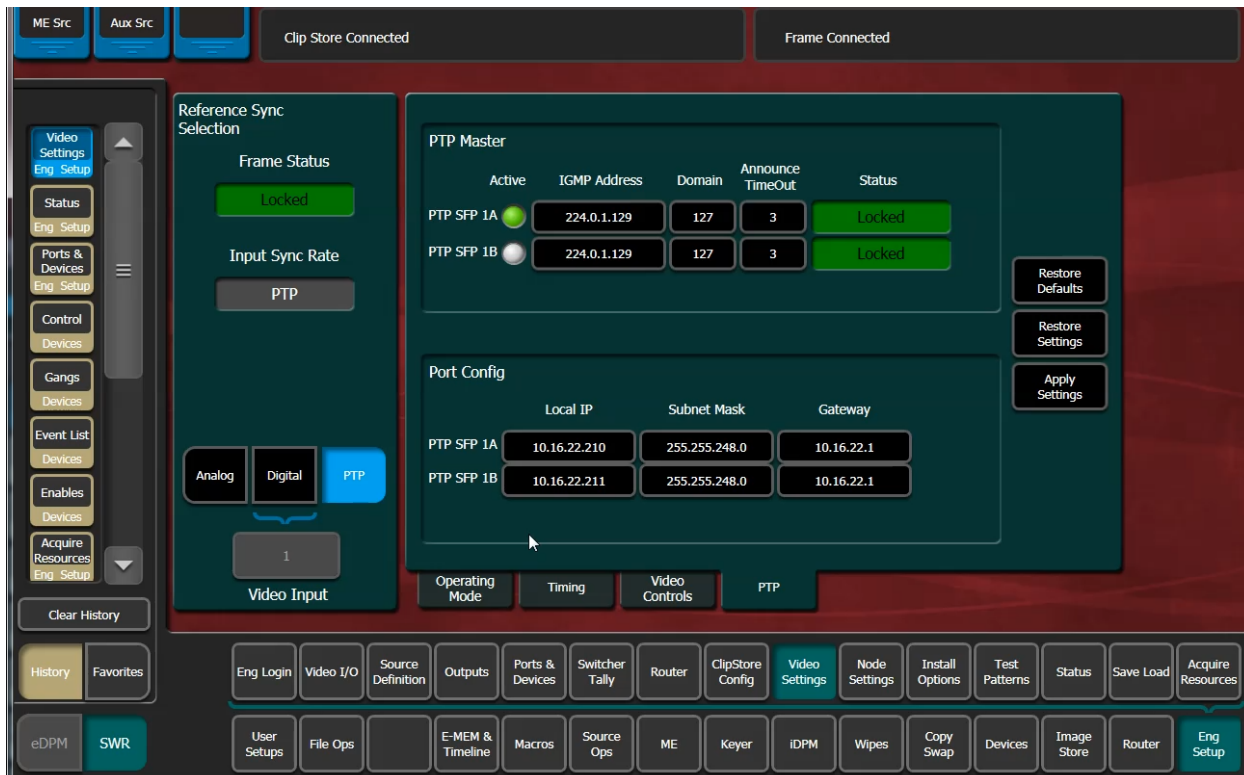 ME Src
Aux Src
Clip Store Connected
Frame Connected
Video
Settings
Eng Setup
Status
Eng Setup
Ports &
Devices
Eng Setup
Control
Devices
Gangs
Devices
Event List
Devices
Enables
Devices
Acquire
Resources
Eng Setup
Clear History
History
Favorites
eDPM
SWR
Reference Sync
Selection
Frame Status
Locked
Input Sync Rate
PTP
Analog
Digital
PTP
1
Video Input
PTP Master
Active IGMP Address Domain Announce TimeOut Status
PTP SFP 1A 224.0.1.129 127 3 Locked
PTP SFP 1B 224.0.1.129 127 3 Locked
Port Config
Local IP Subnet Mask Gateway
PTP SFP 1A 10.16.22.210 255.255.248.0 10.16.22.1
PTP SFP 1B 10.16.22.211 255.255.248.0 10.16.22.1
Restore
Defaults
Restore
Settings
Apply
Settings
Operating
Mode
Timing
Video
Controls
PTP
Eng Login
Video I/O
Source
Definition
Outputs
Ports &
Devices
Switcher
Tally
Router
ClipStore
Config
Video
Settings
Node
Settings
Install
Options
Test
Patterns
Status
Save Load
Acquire
Resources
User
Setups
File Ops
E-MEM &
Timeline
Macros
Source
Ops
ME
Keyer
iDPM
Wipes
Copy
Swap
Devices
Image
Store
Router
Eng
Setup